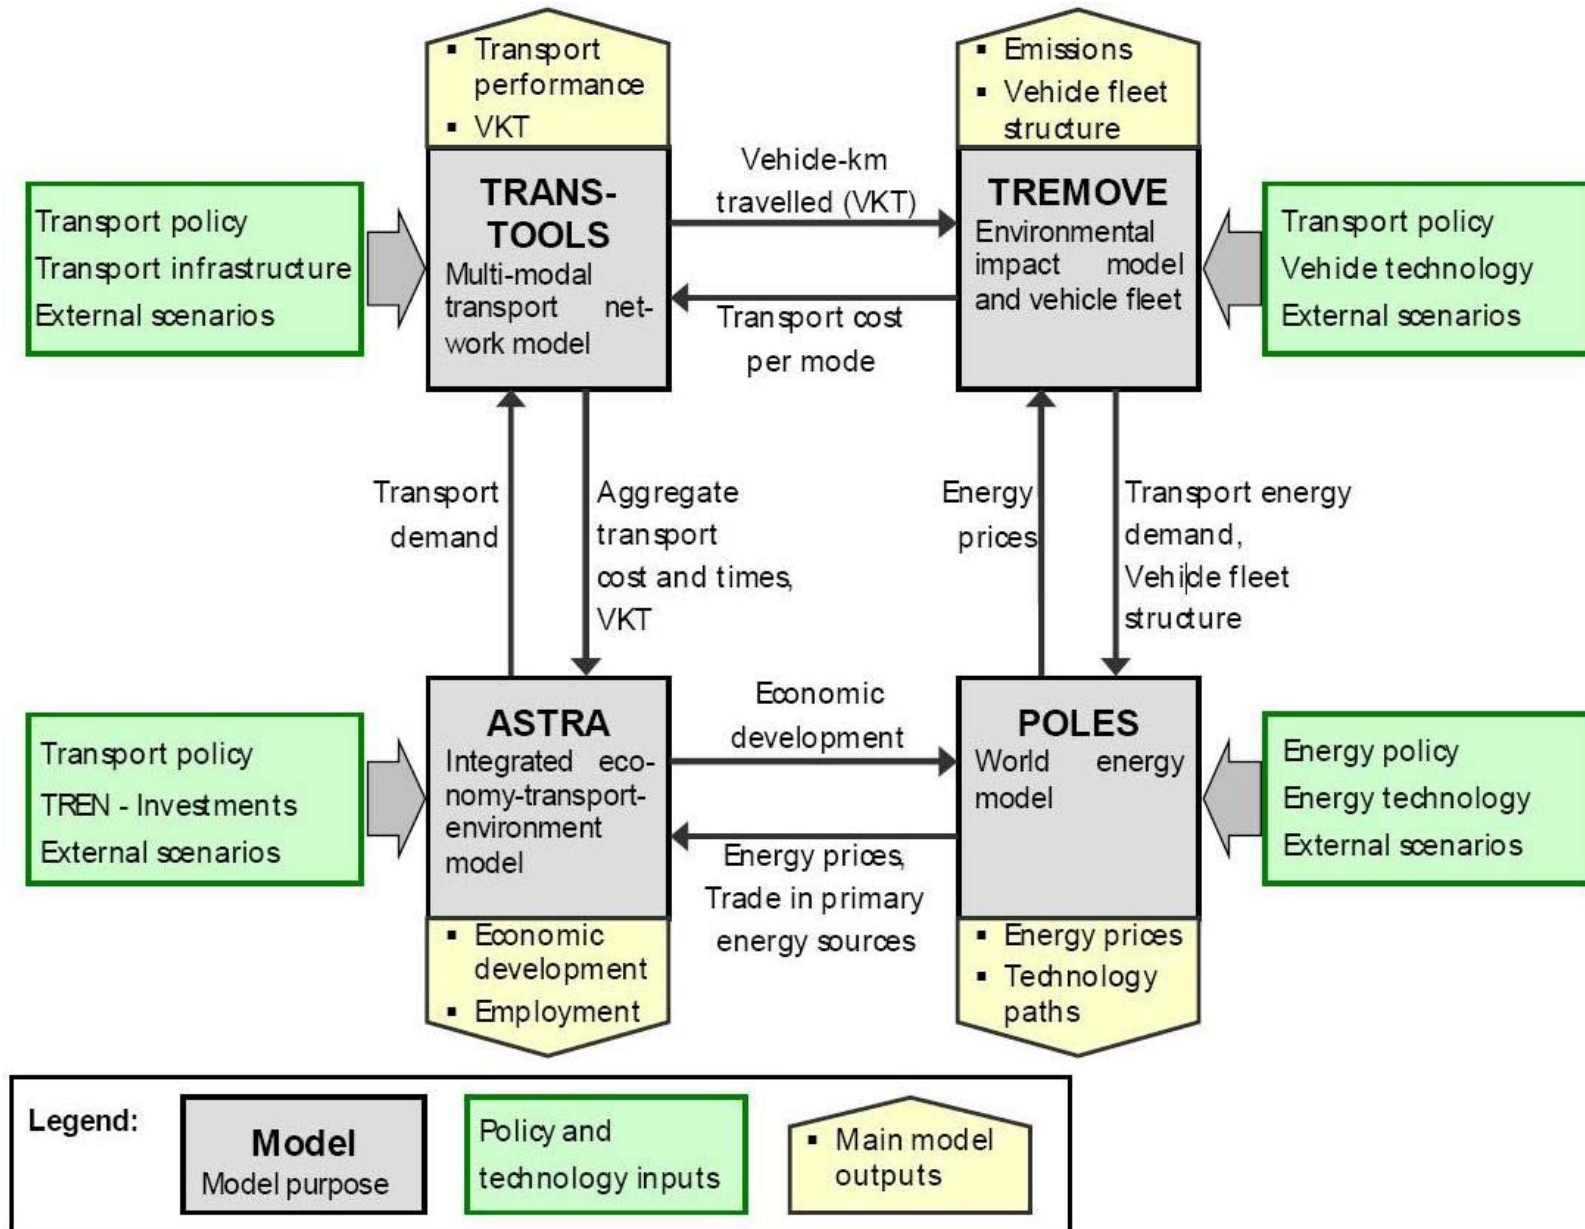 ▪ Transport
performance
▪ VKT
▪ Emissions
▪ Vehicle fleet
structure
Transport policy
Transport infrastructure
External scenarios
TRANS-
TOOLS
Multi-modal
transport net-
work model
Vehicle-km
travelled (VKT)
Transport cost
per mode
TREMOVE
Environmental
impact model
and vehicle fleet
Transport policy
Vehicle technology
External scenarios
Transport
demand
Aggregate
transport
cost and times,
VKT
Energy
prices
Transport energy
demand,
Vehicle fleet
structure
Transport policy
TREN - Investments
External scenarios
ASTRA
Integrated eco-
nomy-transport-
environment
model
Economic
development
Energy prices,
Trade in primary
energy sources
POLES
World energy
model
Energy policy
Energy technology
External scenarios
▪ Economic
development
▪ Employment
▪ Energy prices
▪ Technology
paths
Legend:
Model
Model purpose
Policy and
technology inputs
▪ Main model
outputs